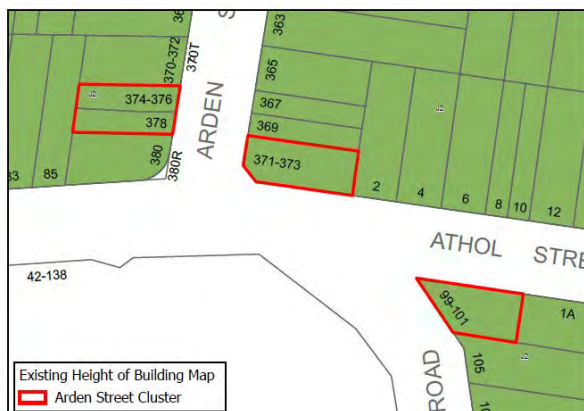 36
370-372
370T
S
363
365
J2
374-376
367
J2
378
ARDEN
369
380
371-373
380R
33
85
2
4
6
8
10
12
ATHOL STRE
42-138
99-101
1A
J2
105
ROAD
Existing Height of Building Map
Arden Street Cluster